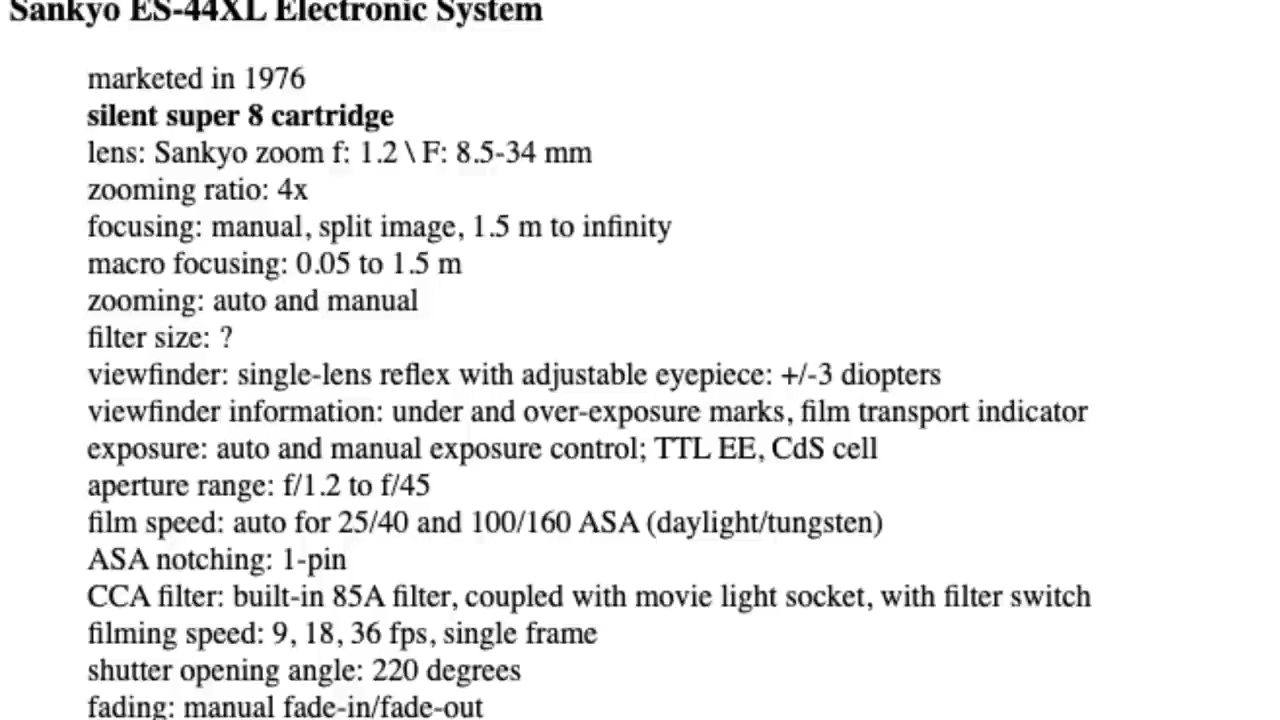 Sankyo ES-44XL Electronic System
marketed in 1976
silent super 8 cartridge
lens: Sankyo zoom f: 1.2 \ F: 8.5-34 mm
zooming ratio: 4x
focusing: manual, split image, 1.5 m to infinity
macro focusing: 0.05 to 1.5 m
zooming: auto and manual
filter size: ?
viewfinder: single-lens reflex with adjustable eyepiece: +/-3 diopters
viewfinder information: under and over-exposure marks, film transport indicator
exposure: auto and manual exposure control; TTL EE, CdS cell
aperture range: f/1.2 to f/45
film speed: auto for 25/40 and 100/160 ASA (daylight/tungsten)
ASA notching: 1-pin
CCA filter: built-in 85A filter, coupled with movie light socket, with filter switch
filming speed: 9, 18, 36 fps, single frame
shutter opening angle: 220 degrees
fading: manual fade-in/fade-out